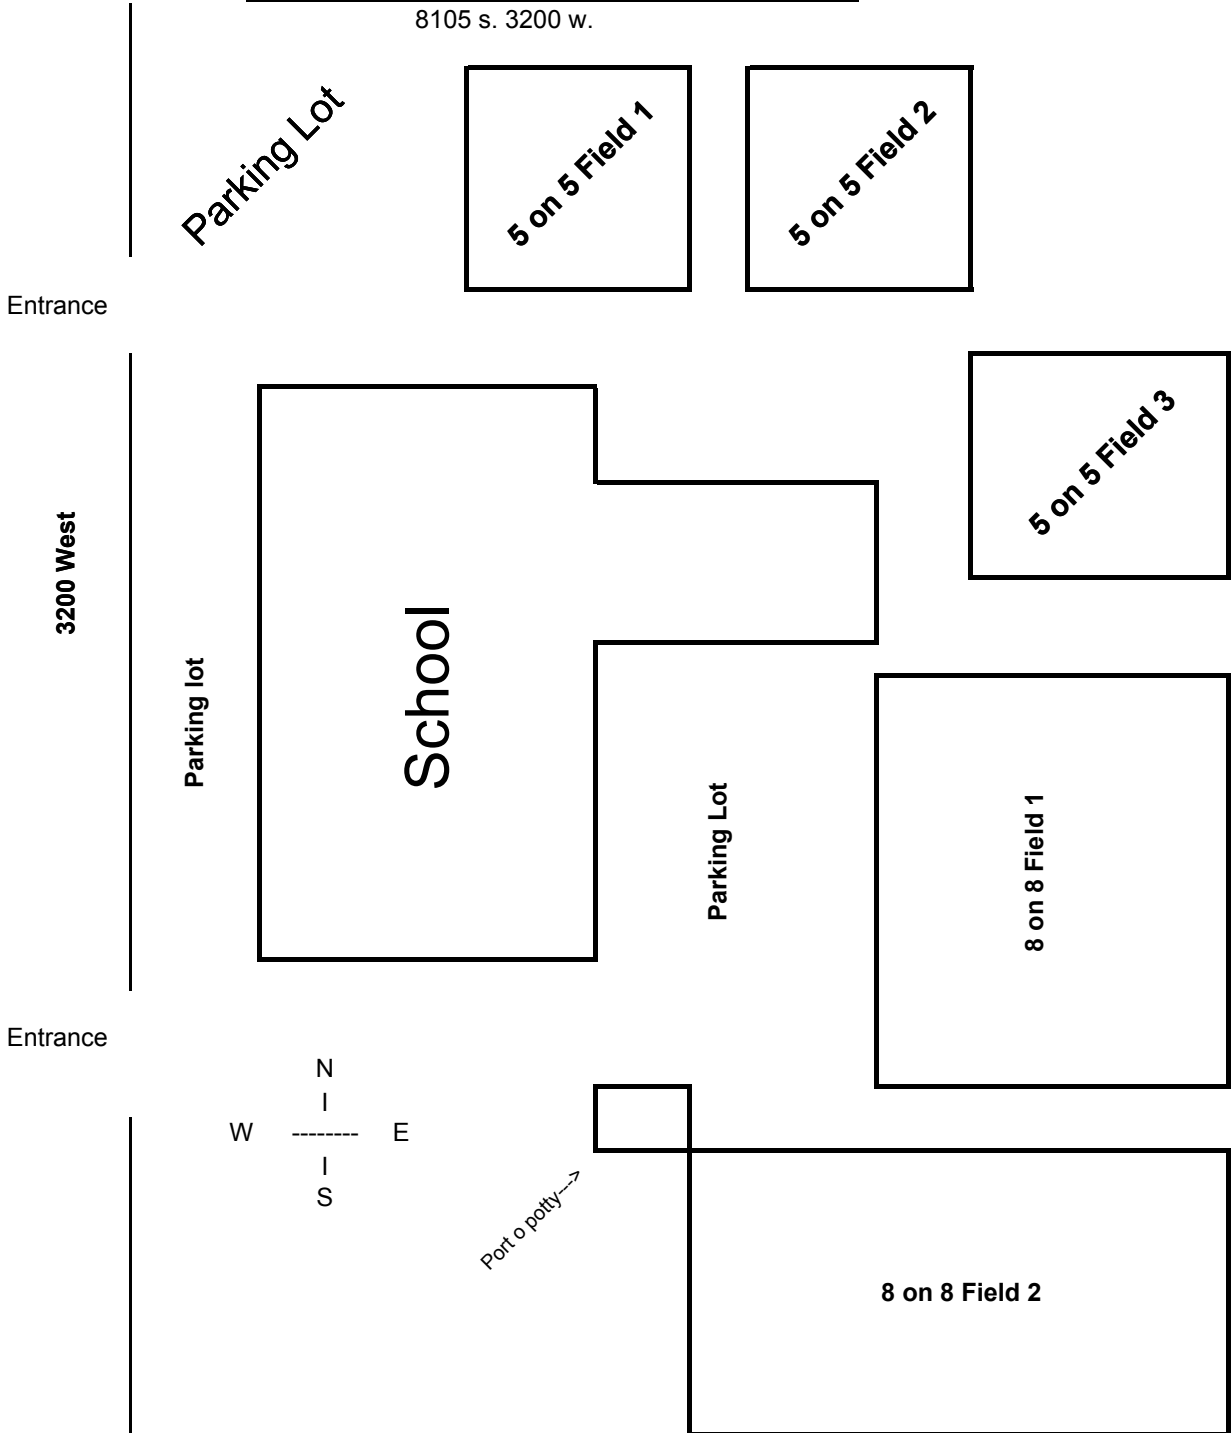 8105 s. 3200 w.
Parking Lot
5 on 5 Field 1
5 on 5 Field 2
Entrance
5 on 5 Field 3
3200 West
School
Parking lot
Parking Lot
8 on 8 Field 1
Entrance
N
I
W -------- E
I
S
Port o potty--->
8 on 8 Field 2